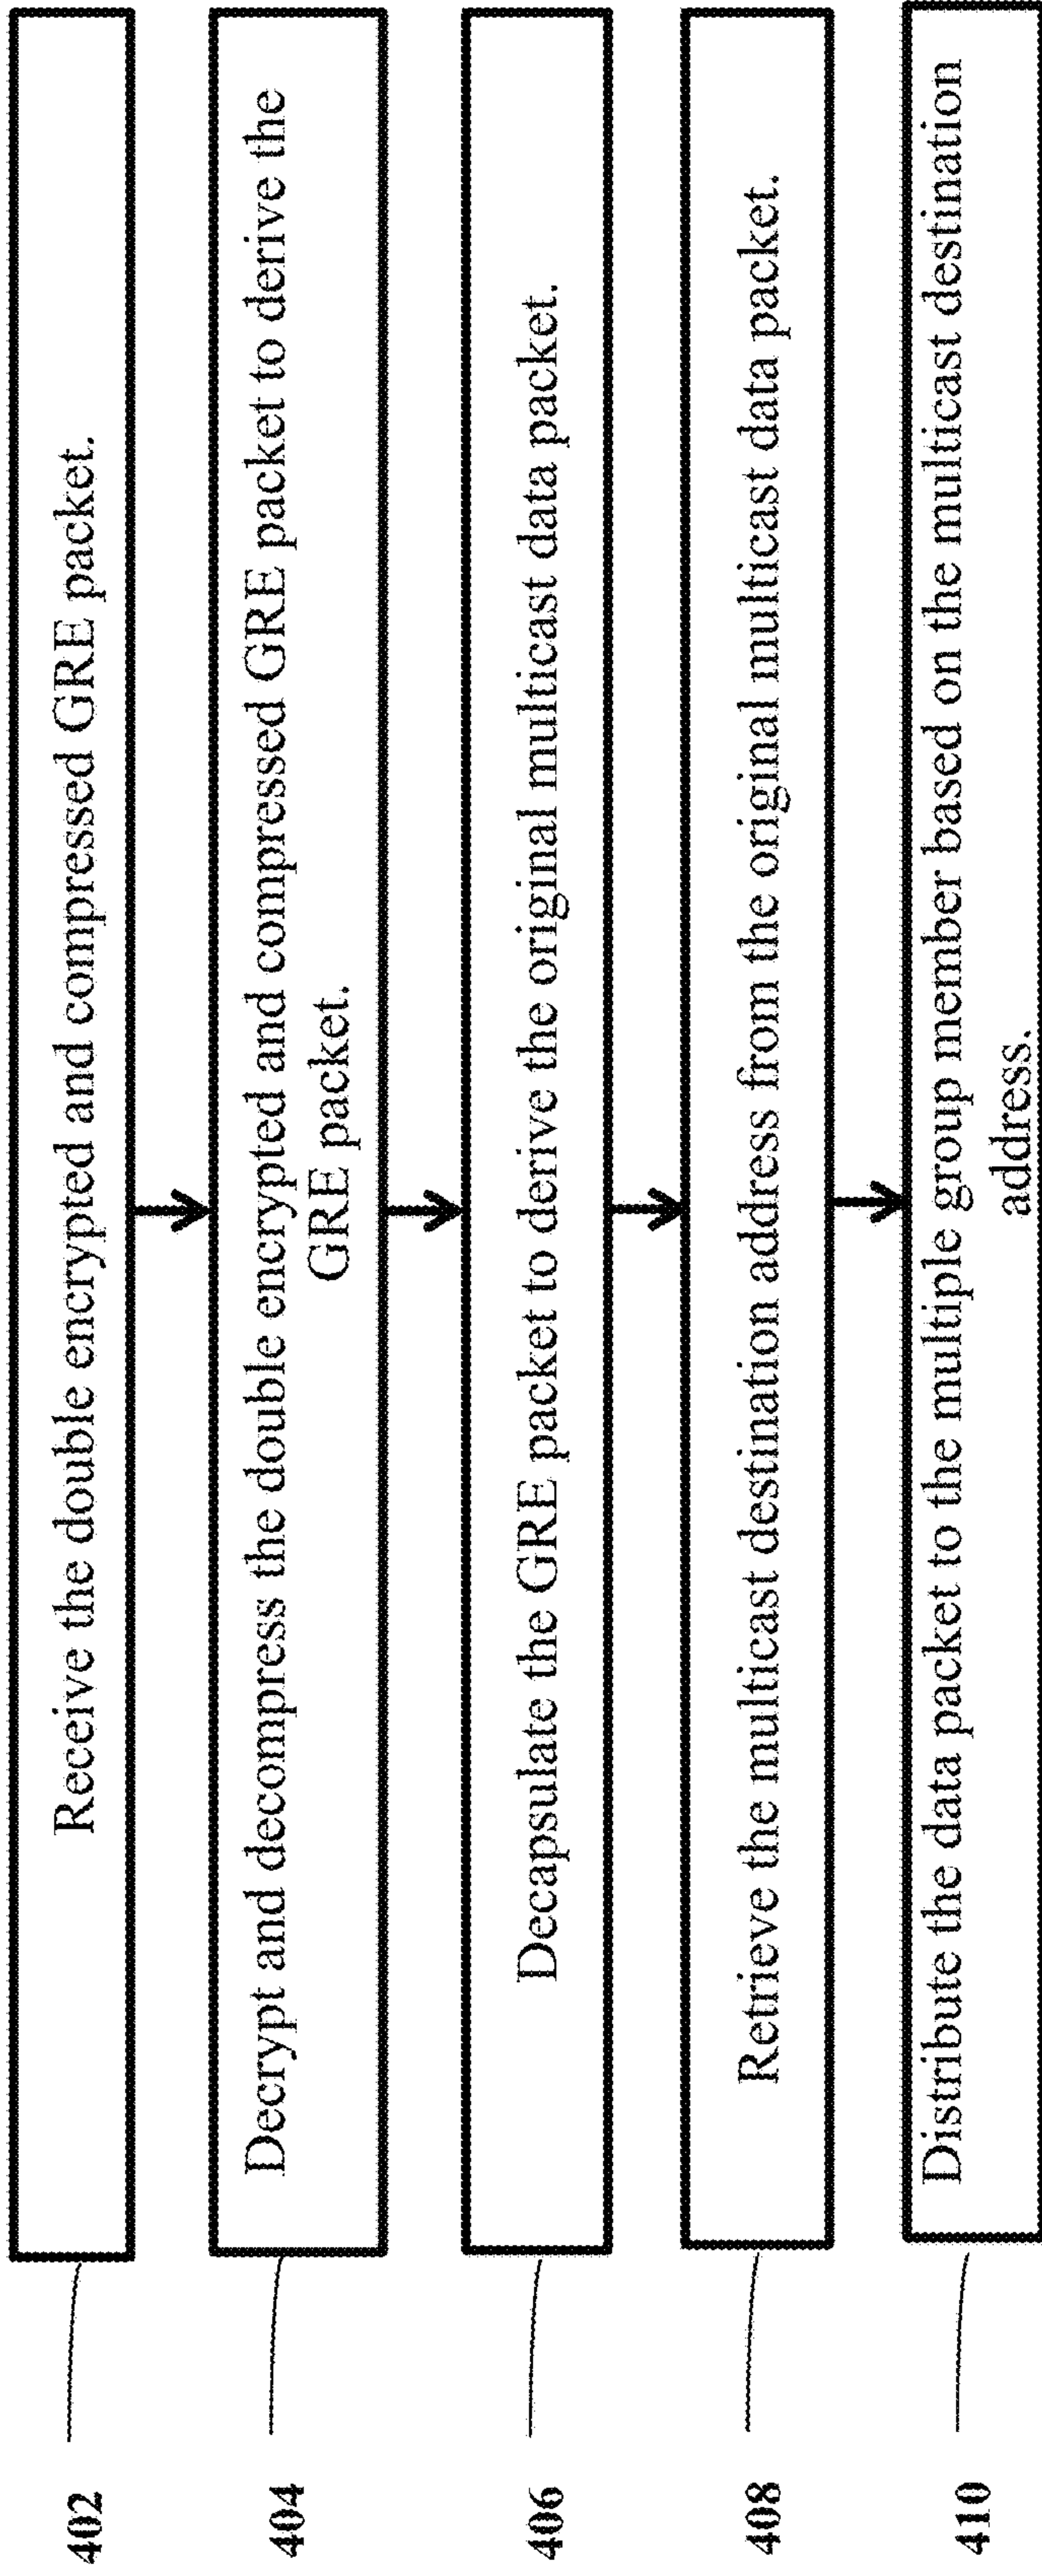 402
Receive the double encrypted and compressed GRE packet.
404
Decrypt and decompress the double encrypted and compressed GRE packet to derive the
GRE packet.
406
Decapsulate the GRE packet to derive the original multicast data packet.
408
Retrieve the multicast destination address from the original multicast data packet.
410
Distribute the data packet to the multiple group member based on the multicast destination
address.